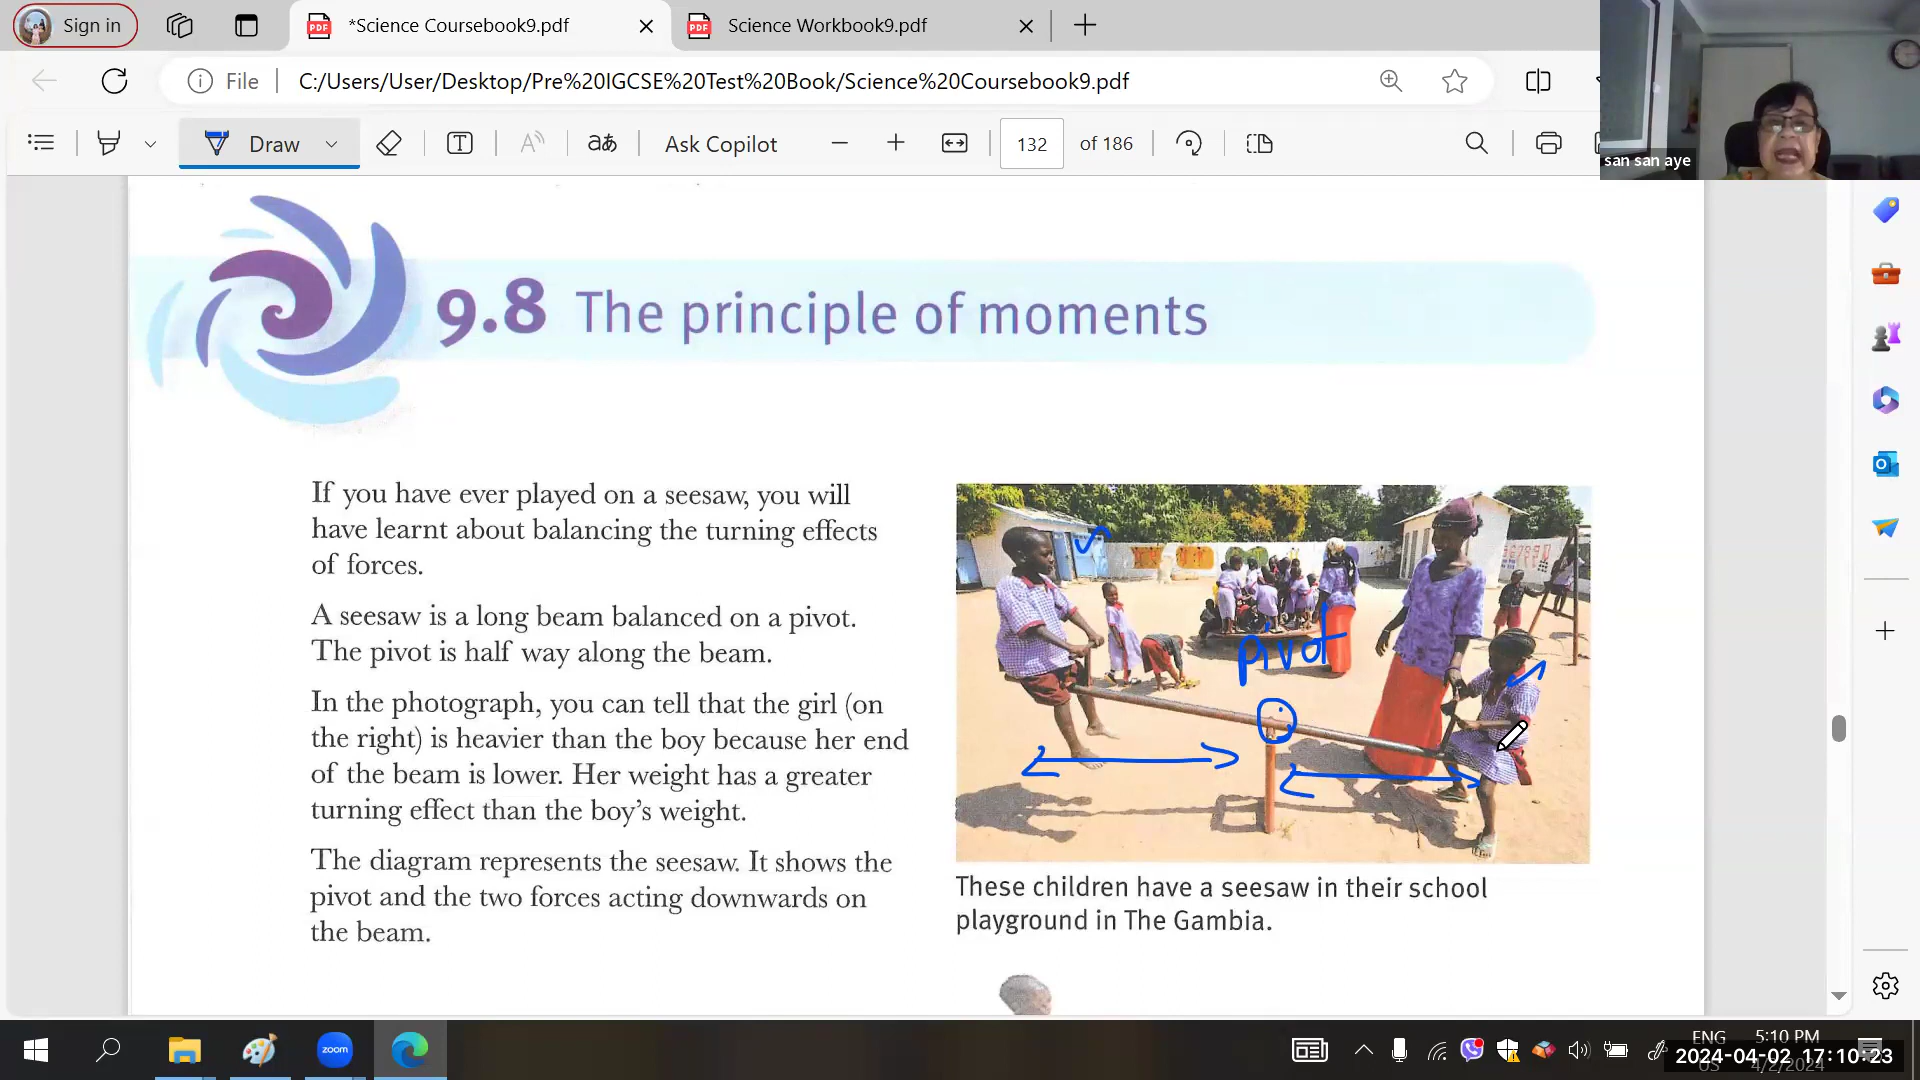 Sign in
*Science Coursebook9.pdf
Science Workbook9.pdf
File
C:/Users/User/Desktop/Pre%20IGCSE%20Test%20Book/Science%20Coursebook9.pdf
Draw
aあ
Ask Copilot
132
of 186
san san aye
9.8 The principle of moments
If you have ever played on a seesaw, you will
have learnt about balancing the turning effects
of forces.
A seesaw is a long beam balanced on a pivot.
The pivot is half way along the beam.
In the photograph, you can tell that the girl (on
the right) is heavier than the boy because her end
of the beam is lower. Her weight has a greater
turning effect than the boy's weight.
The diagram represents the seesaw. It shows the
pivot and the two forces acting downwards on
the beam.
pivot
These children have a seesaw in their school
playground in The Gambia.
zoom
ENG
US
5:10 PM
4/2/2024
2024-04-02 17:10:23